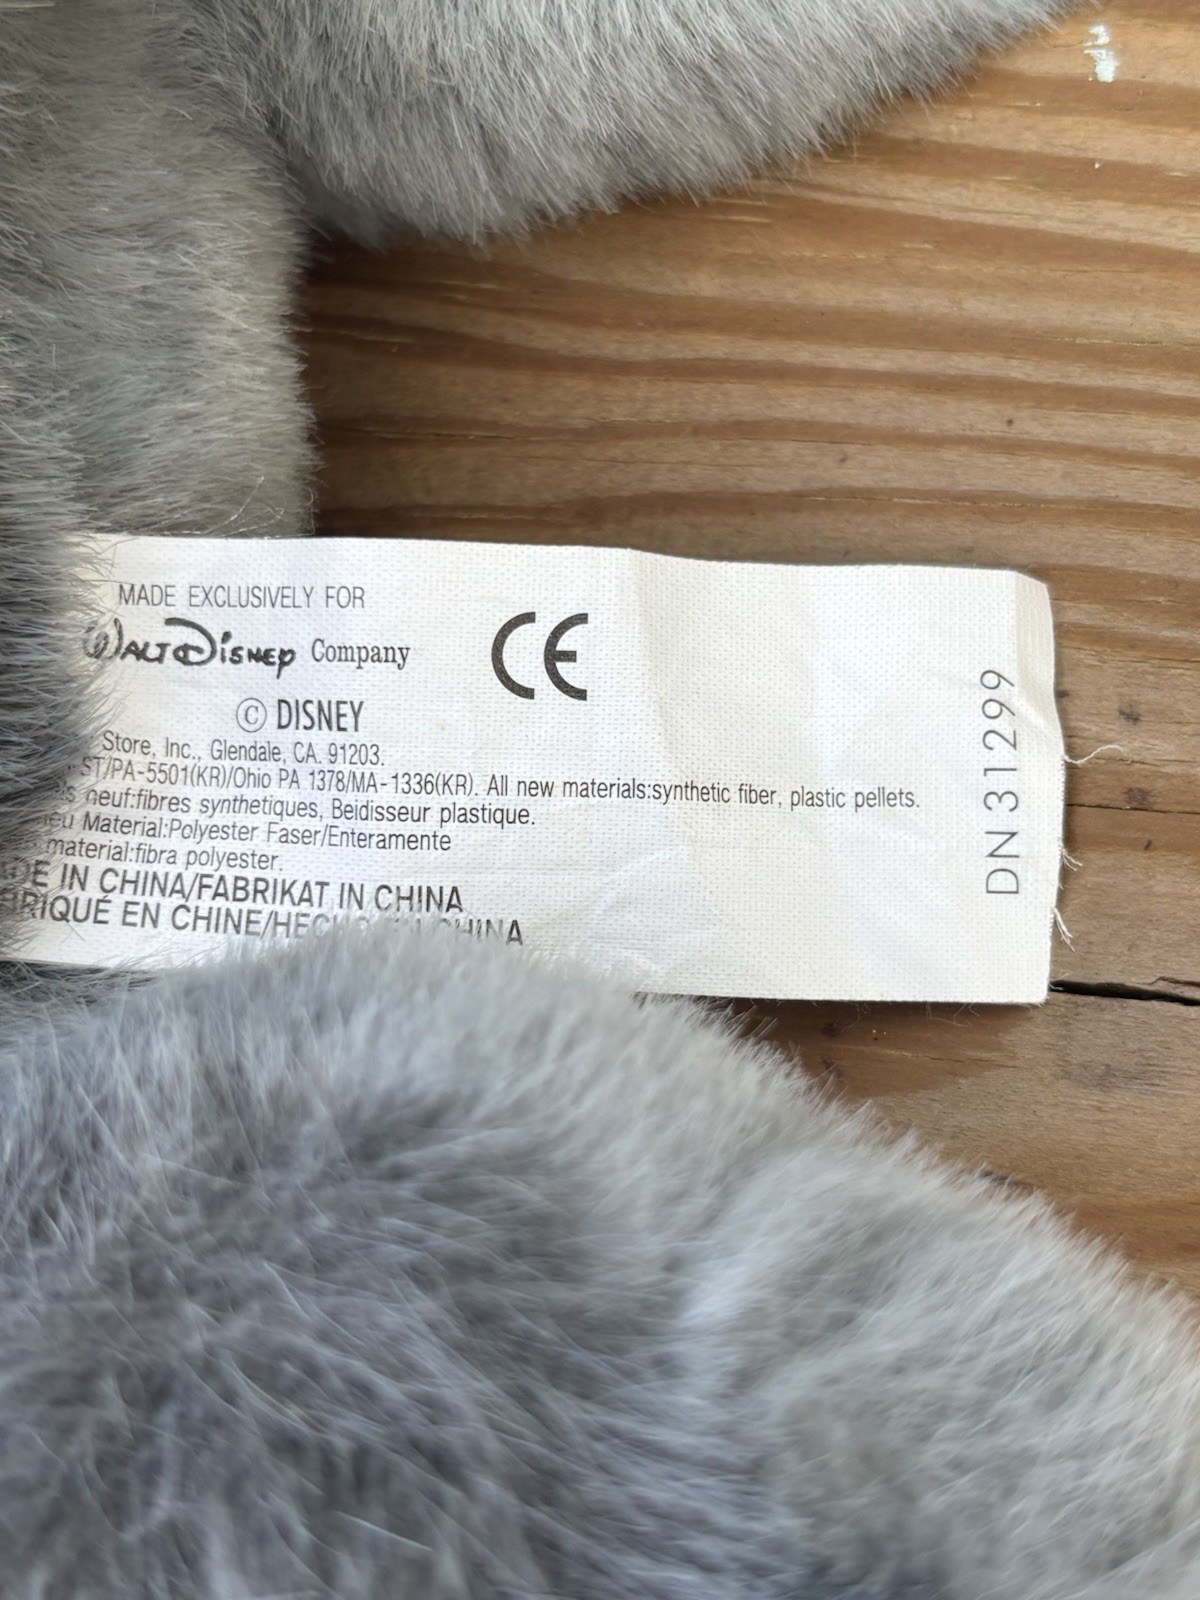 MADE EXCLUSIVELY FOR
WALT DISNEY Company
CE
© DISNEY
Store, Inc., Glendale, CA. 91203.
ST/PA-5501(KR)/Ohio PA 1378/MA-1336(KR). All new materials:synthetic fiber, plastic pellets.
neuf:fibres synthetiques, Beidisseur plastique.
Material:Polyester Faser/Enteramente
material:fibra polyester.
IN CHINA/FABRIKAT IN CHINA
EN CHINE/ CHINA
DN 31299